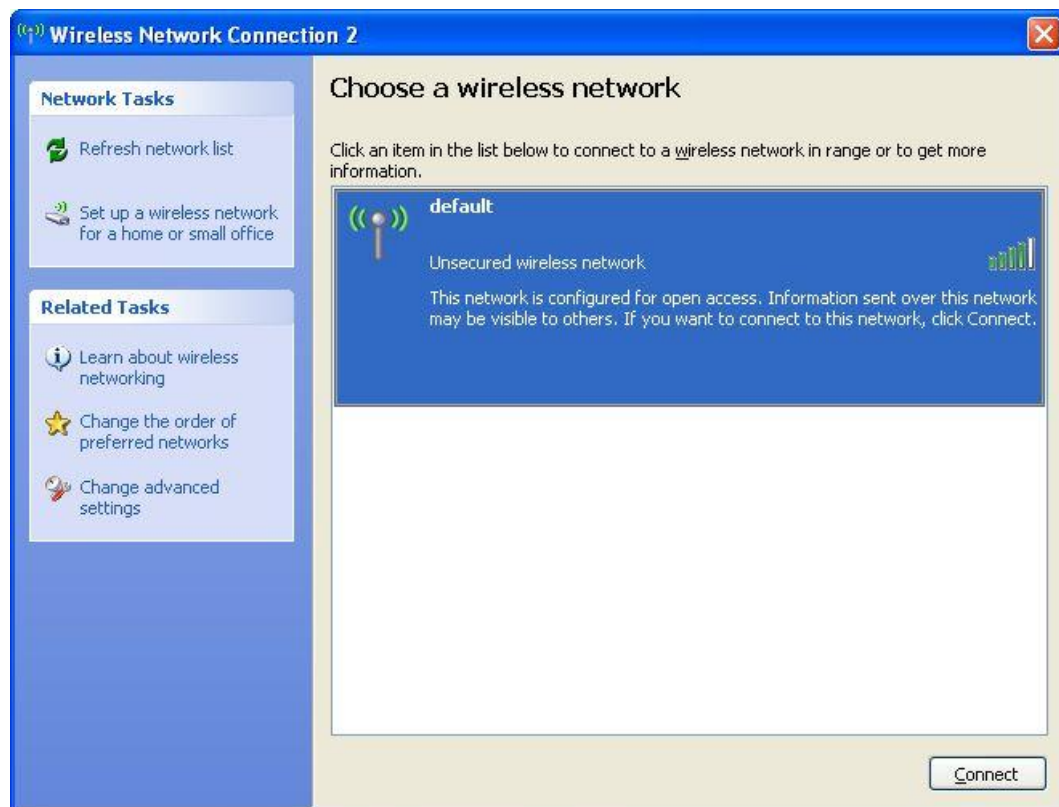 Wireless Network Connection 2
Network Tasks
Refresh network list
Set up a wireless network
for a home or small office
Related Tasks
Learn about wireless
networking
Change the order of
preferred networks
Change advanced
settings
Choose a wireless network
Click an item in the list below to connect to a wireless network in range or to get more
information.
default
Unsecured wireless network
This network is configured for open access. Information sent over this network
may be visible to others. If you want to connect to this network, click Connect.
Connect